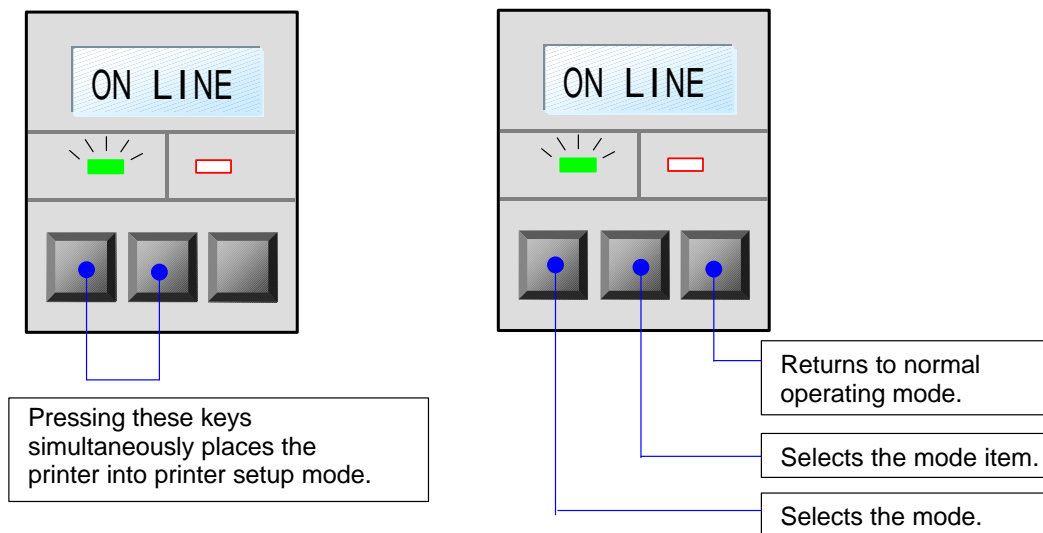 ON LINE
Pressing these keys
simultaneously places the
printer into printer setup mode.
ON LINE
Returns to normal
operating mode.
Selects the mode item.
Selects the mode.